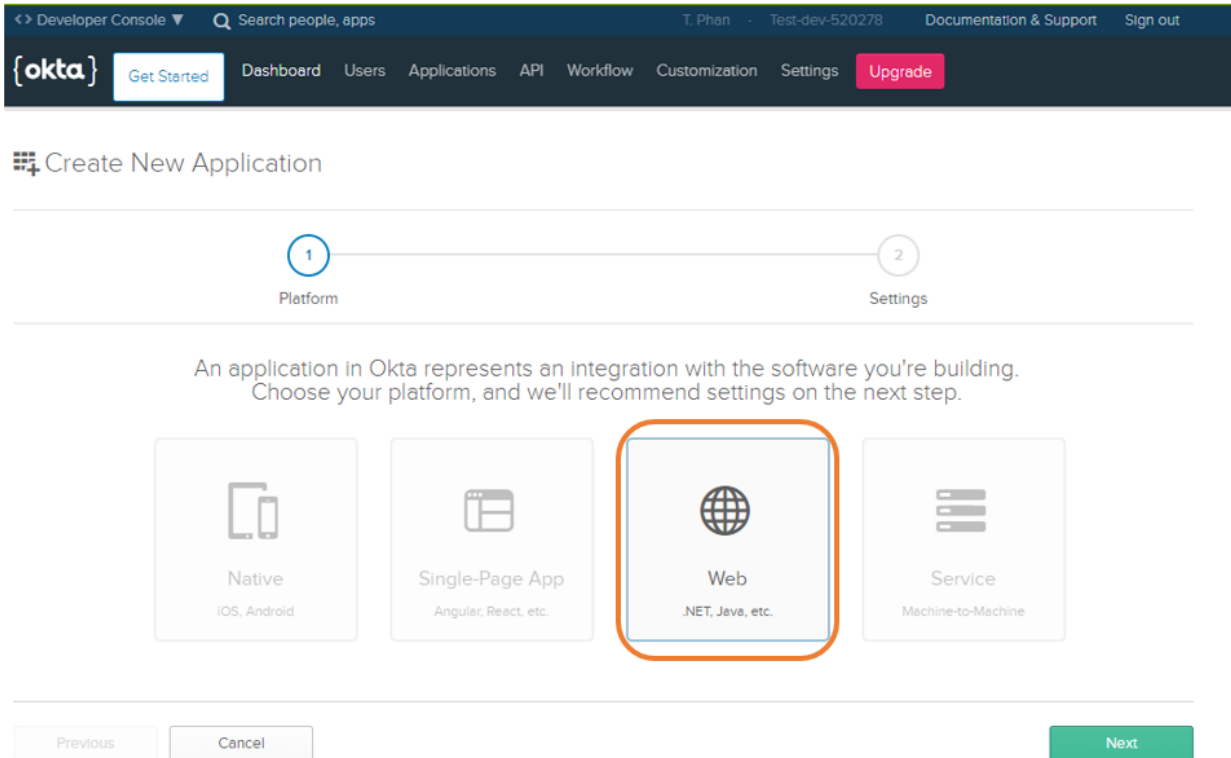 <> Developer Console ▼ Search people, apps T. Phan · Test-dev-520278 Documentation & Support Sign out
{okta} Get Started Dashboard Users Applications API Workflow Customization Settings Upgrade
Create New Application
1 2
Platform Settings
An application in Okta represents an integration with the software you're building.
Choose your platform, and we'll recommend settings on the next step.
Native Single-Page App Web Service
iOS, Android Angular, React, etc. .NET, Java, etc. Machine-to-Machine
Previous Cancel Next